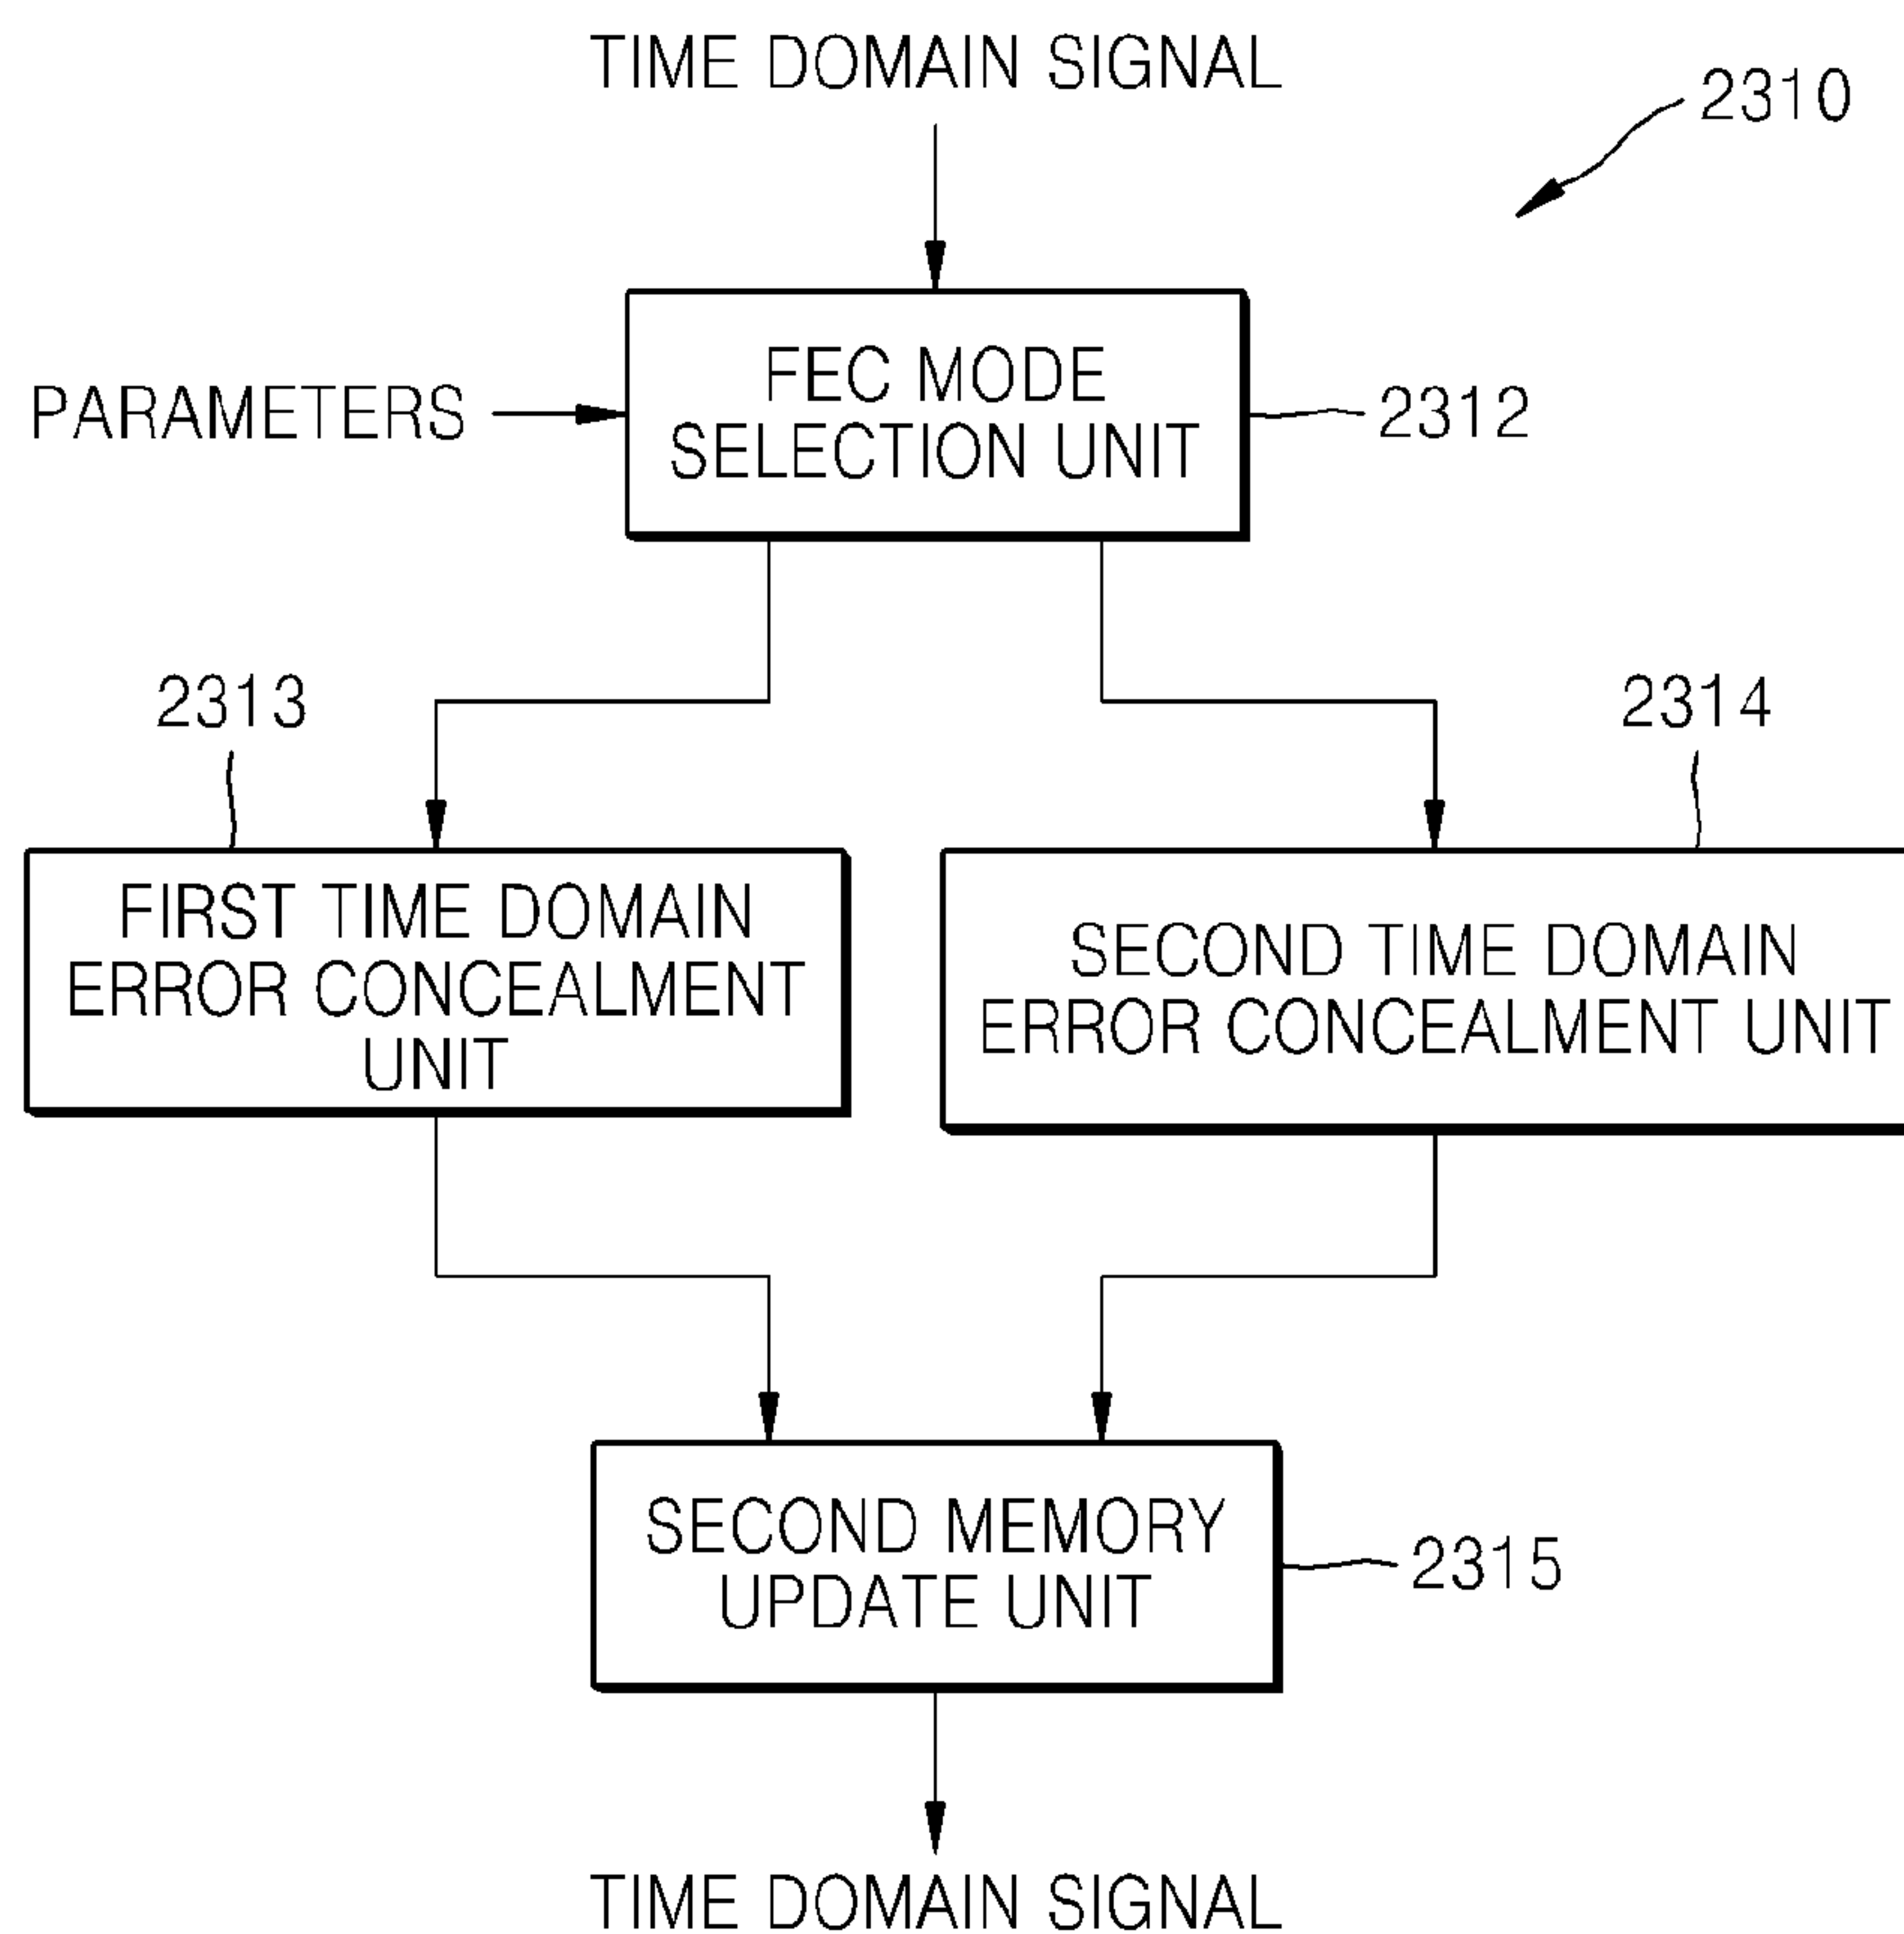 TIME DOMAIN SIGNAL
2310
FEC MODE
SELECTION UNIT
PARAMETERS
2312
2313
2314
FIRST TIME DOMAIN
ERROR CONCEALMENT
UNIT
SECOND TIME DOMAIN
ERROR CONCEALMENT UNIT
SECOND MEMORY
UPDATE UNIT
2315
TIME DOMAIN SIGNAL